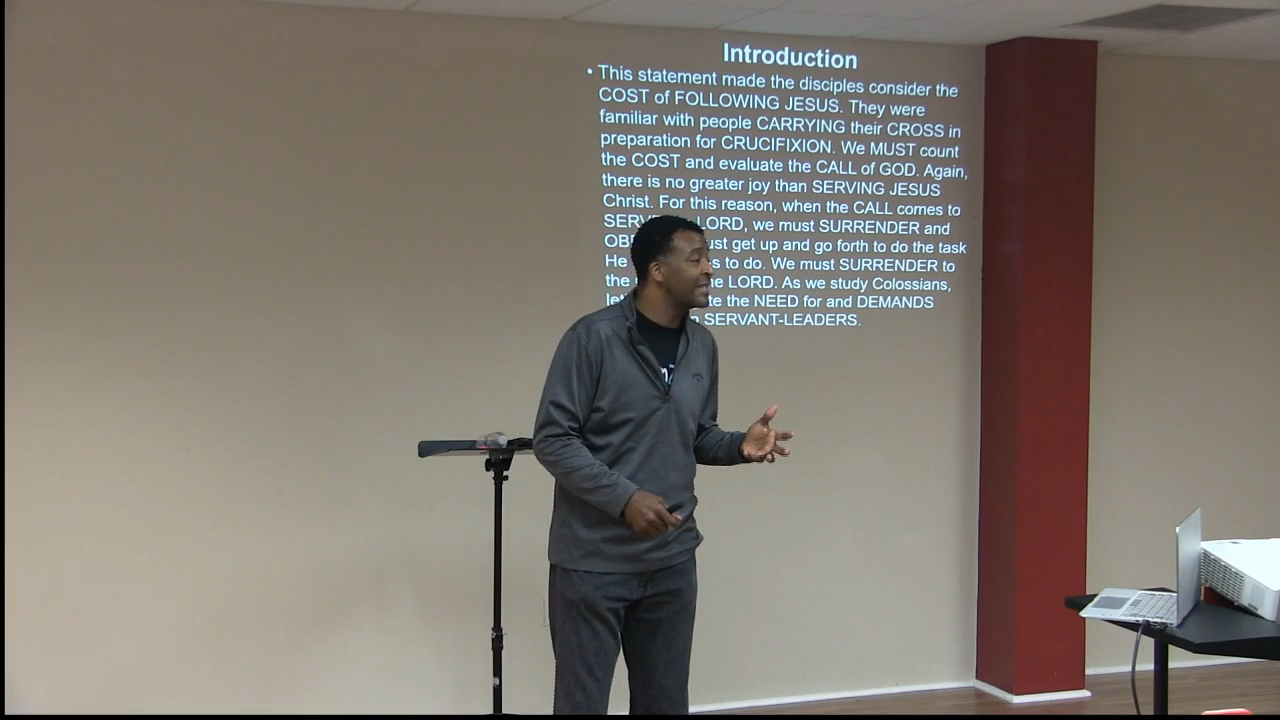 Introduction
• This statement made the disciples consider the
COST of FOLLOWING JESUS. They were
familiar with people CARRYING their CROSS in
preparation for CRUCIFIXION. We MUST count
the COST and evaluate the CALL of GOD. Again,
there is no greater joy than SERVING JESUS
Christ. For this reason, when the CALL comes to
LORD, we must SURRENDER and
get up and go forth to do the task
He to do. We must SURRENDER to
the LORD. As we study Colossians,
the NEED for and DEMANDS
SERVANT-LEADERS.